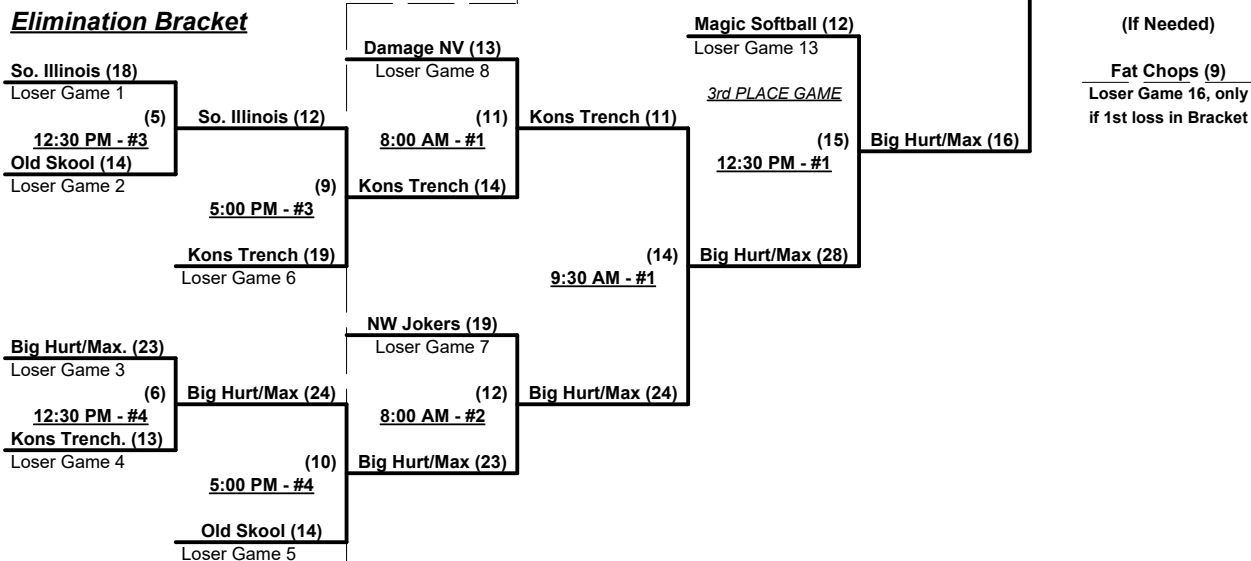 Elimination Bracket
Magic Softball (12)
(If Needed)
Damage NV (13)
Loser Game 13
So. Illinois (18)
Loser Game 8
Fat Chops (9)
Loser Game 1
3rd PLACE GAME
Loser Game 16, only
(5)
So. Illinois (12)
(11)
Kons Trench (11)
if 1st loss in Bracket
12:30 PM - #3
8:00 AM - #1
(15)
Big Hurt/Max (16)
Old Skool (14)
12:30 PM - #1
Loser Game 2
(9)
Kons Trench (14)
5:00 PM - #3
Kons Trench (19)
(14)
Big Hurt/Max (28)
Loser Game 6
9:30 AM - #1
NW Jokers (19)
Big Hurt/Max. (23)
Loser Game 7
Loser Game 3
(6)
Big Hurt/Max (24)
(12)
Big Hurt/Max (24)
12:30 PM - #4
8:00 AM - #2
Kons Trench. (13)
Loser Game 4
(10)
Big Hurt/Max (23)
5:00 PM - #4
Old Skool (14)
Loser Game 5